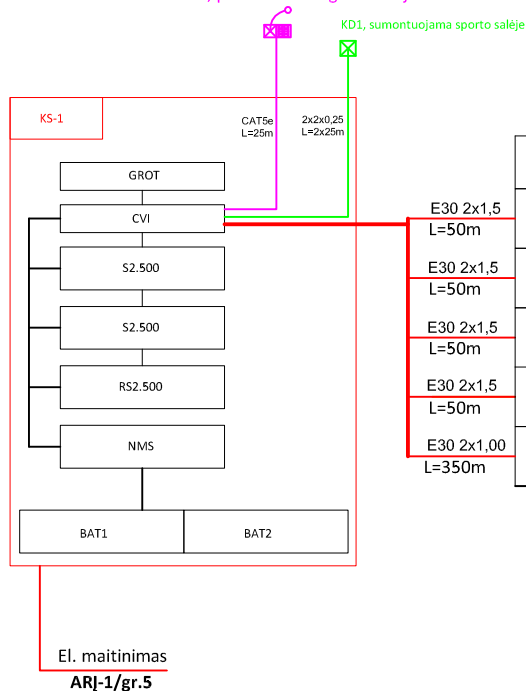 KD1, sumontuojama sporto salėje
KS-1
CAT5e
L=25m
2x2x0,25
L=2x25m
GROT
CVI
S2.500
S2.500
RS2.500
NMS
BAT1
BAT2
E30 2x1,5
L=50m
E30 2x1,5
L=50m
E30 2x1,5
L=50m
E30 2x1,5
L=50m
E30 2x1,00
L=350m
El. maitinimas
ARJ-1/gr.5